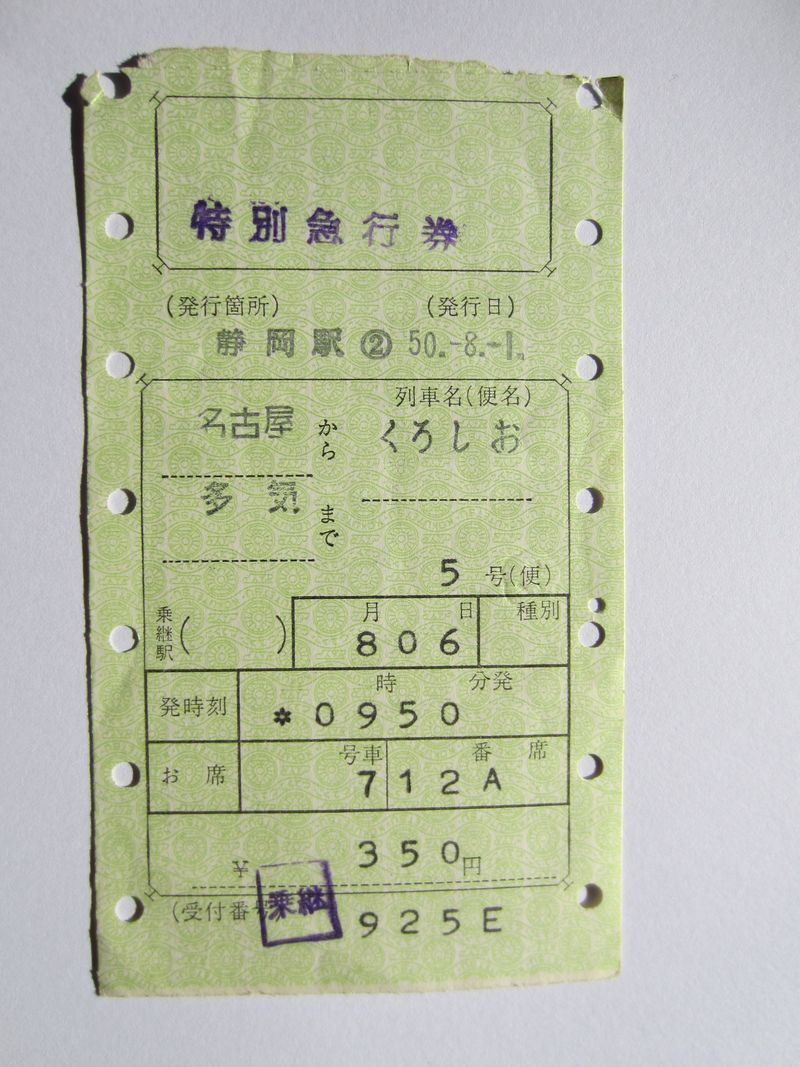 特別急行券
(発行箇所) (発行日)
静岡駅② 50.-8.-1.
列車名(便名)
名古屋から くろしお
多気まで
5号(便)
乗継駅( ) 月 日 種別
806
時 分発
発時刻 *0950
号車 番 席
お席 7 12A
¥ 350円
(受付番号) 925E
乗継